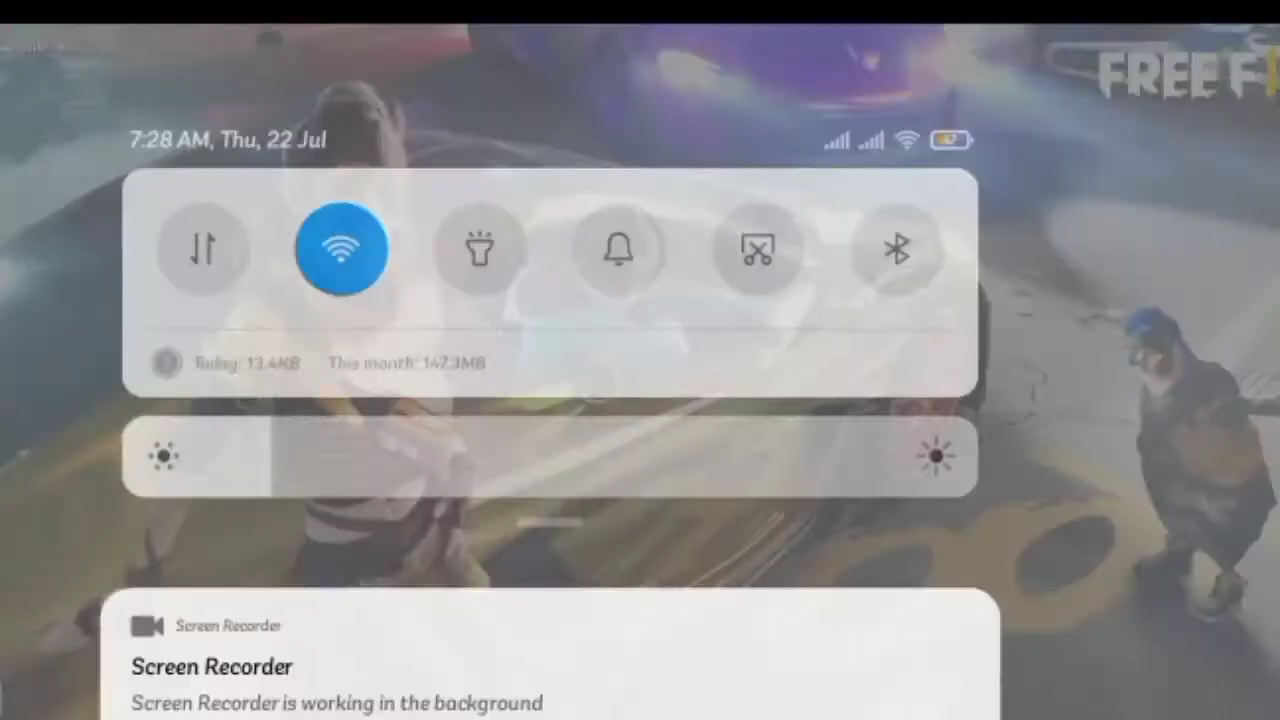 FREE F
7:28 AM, Thu, 22 Jul
Today: 13.4KB This month: 147.3MB
Screen Recorder
Screen Recorder
Screen Recorder is working in the background